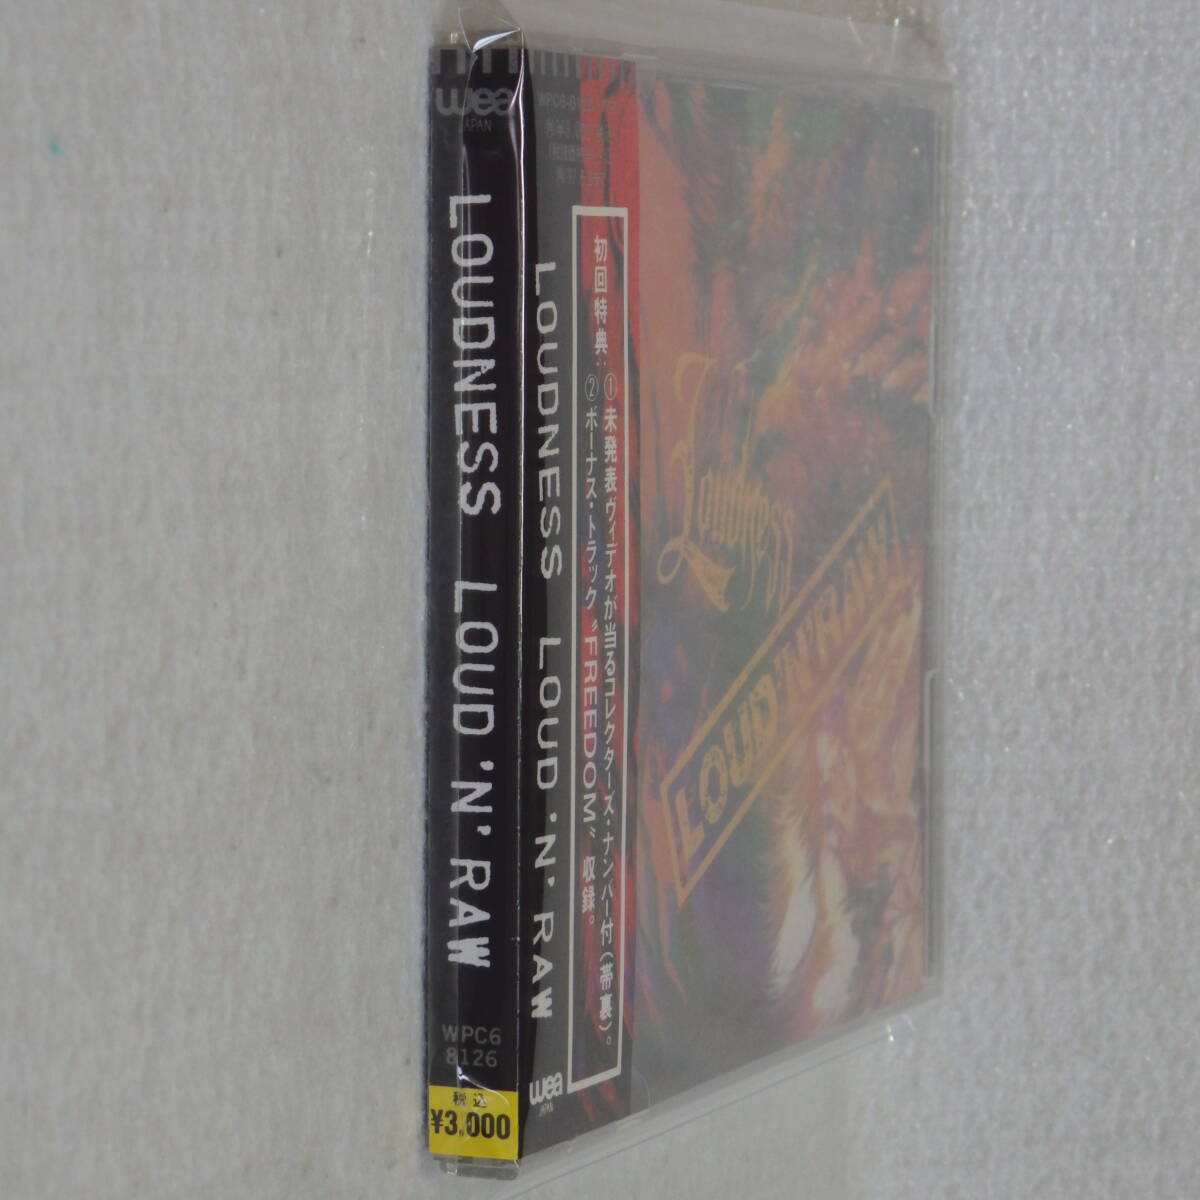 wea
JAPAN
LOUDNESS LOUD 'N' RAW
WPC6
8126
税込
¥3,000
LOUDNESS LOUD 'N' RAW
wea
JAPAN
初回特典:①未発表ヴィデオが当るコレクターズ・ナンバー付(帯裏)。
②ボーナス・トラック〝FREEDOM〟収録。
Loudness
LOUD 'N' RAW